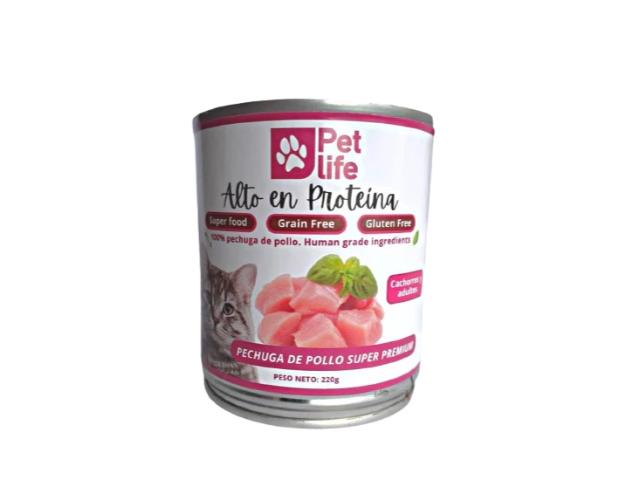 Pet
life
Alto en Proteína
Super food
Grain Free
Gluten Free
100% pechuga de pollo. Human grade ingredients
Cachorros y
adultos
PECHUGA DE POLLO SUPER PREMIUM
PESO NETO: 220g